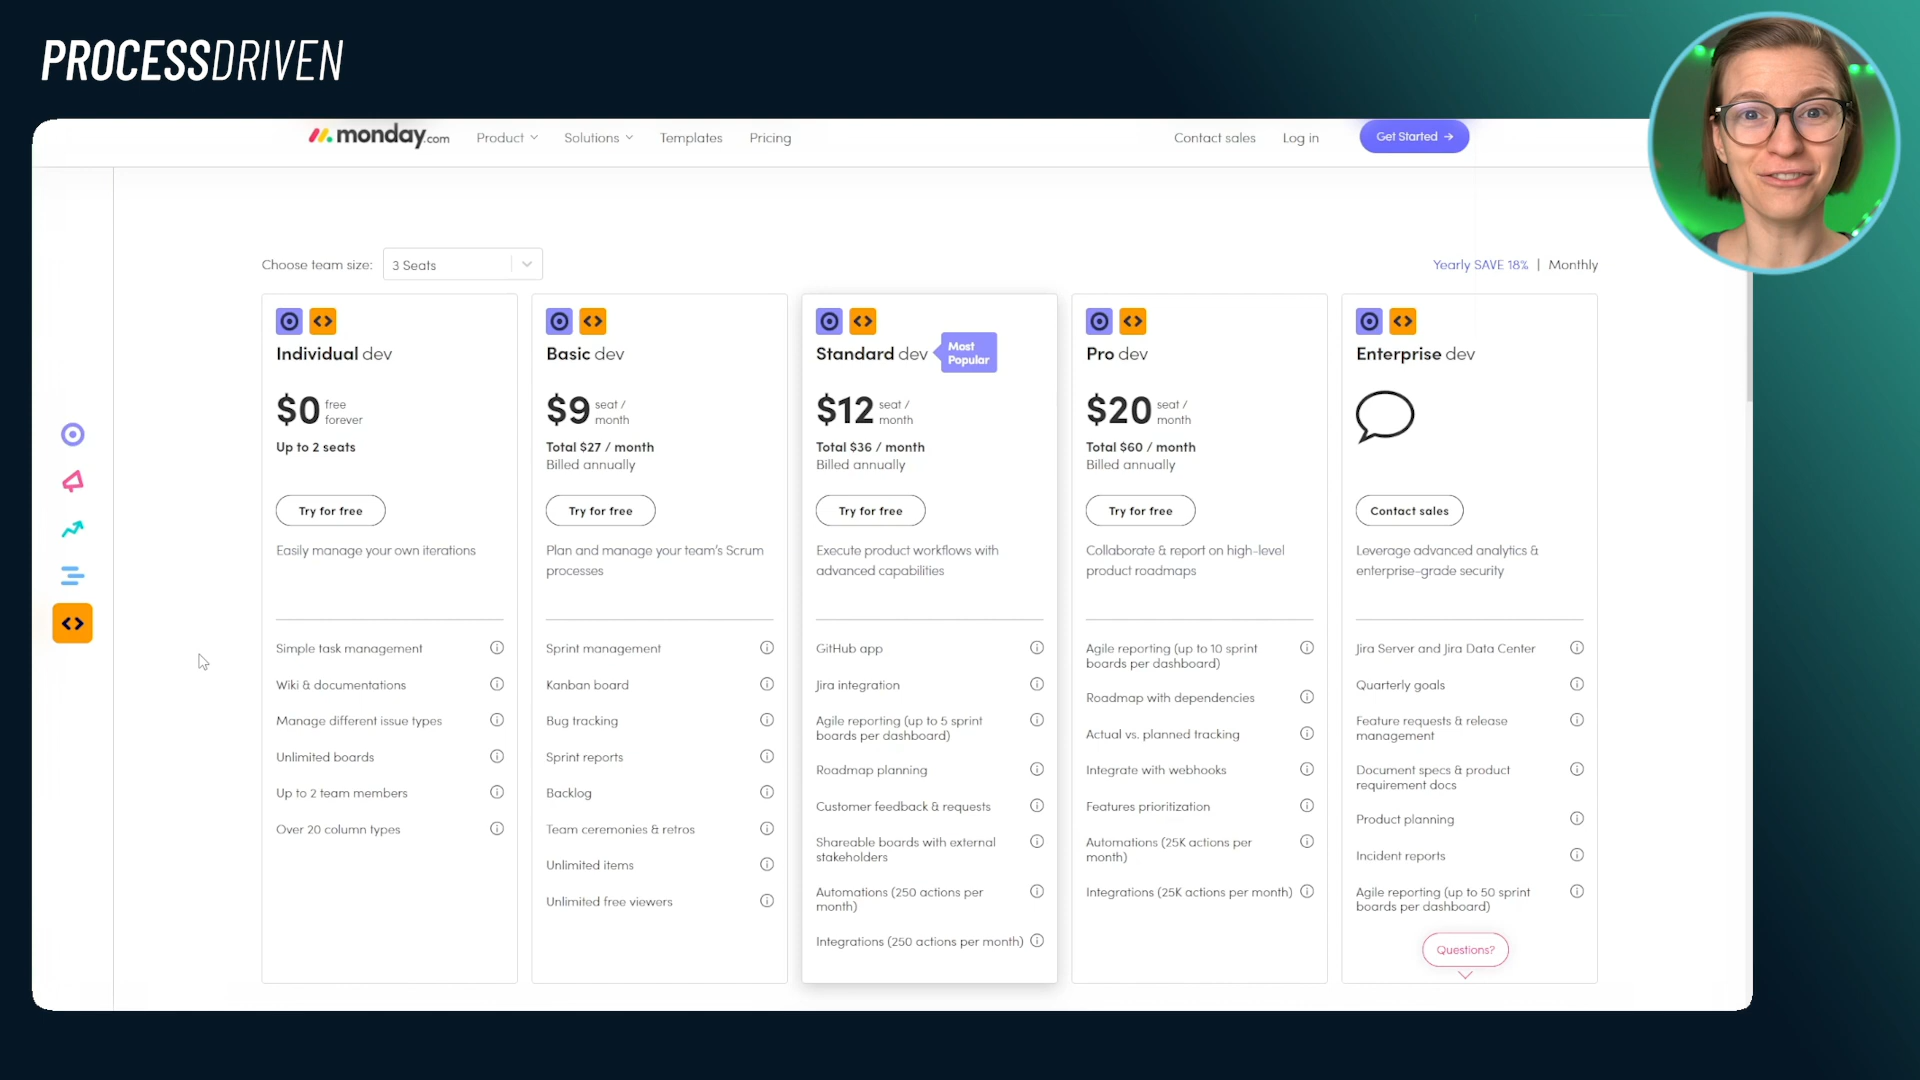 PROCESSDRIVEN
monday.com
Product
Solutions
Templates
Pricing
Contact sales
Log in
Get Started →
Choose team size:
3 Seats
Yearly SAVE 18% | Monthly
Individual dev
$0 free
forever
Up to 2 seats
Try for free
Easily manage your own iterations
Simple task management
Wiki & documentations
Manage different issue types
Unlimited boards
Up to 2 team members
Over 20 column types
Basic dev
$9 seat /
month
Total $27 / month
Billed annually
Try for free
Plan and manage your team's Scrum
processes
Sprint management
Kanban board
Bug tracking
Sprint reports
Backlog
Team ceremonies & retros
Unlimited items
Unlimited free viewers
Standard dev
Most
Popular
$12 seat /
month
Total $36 / month
Billed annually
Try for free
Execute product workflows with
advanced capabilities
GitHub app
Jira integration
Agile reporting (up to 5 sprint
boards per dashboard)
Roadmap planning
Customer feedback & requests
Shareable boards with external
stakeholders
Automations (250 actions per
month)
Integrations (250 actions per month)
Pro dev
$20 seat /
month
Total $60 / month
Billed annually
Try for free
Collaborate & report on high-level
product roadmaps
Agile reporting (up to 10 sprint
boards per dashboard)
Roadmap with dependencies
Actual vs. planned tracking
Integrate with webhooks
Features prioritization
Automations (25K actions per
month)
Integrations (25K actions per month)
Enterprise dev
Contact sales
Leverage advanced analytics &
enterprise-grade security
Jira Server and Jira Data Center
Quarterly goals
Feature requests & release
management
Document specs & product
requirement docs
Product planning
Incident reports
Agile reporting (up to 50 sprint
boards per dashboard)
Questions?